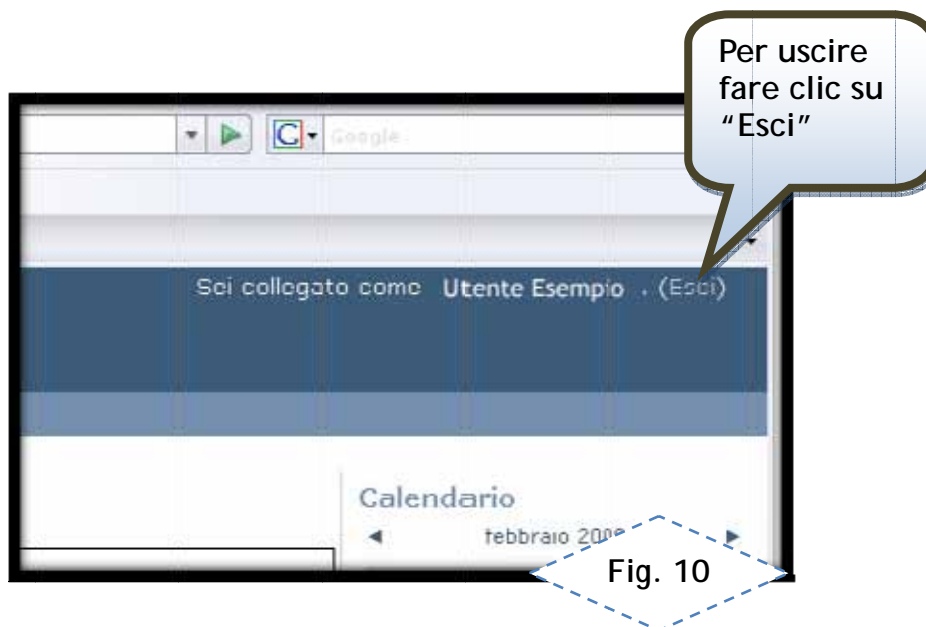 Per uscire
fare clic su
“Esci”
Google
Sei collegato come Utente Esempio . (Esci)
Calendario
febbraio
Fig. 10